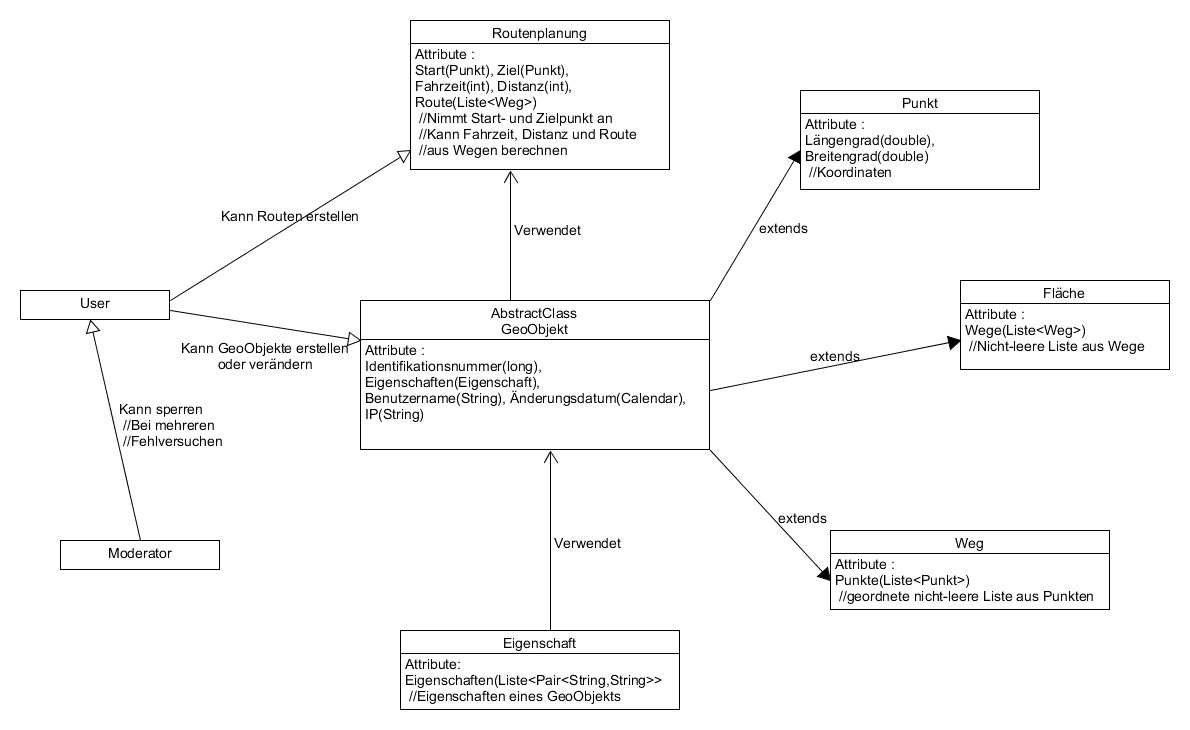 Routenplanung
Attribute :
Start(Punkt), Ziel(Punkt),
Fahrzeit(int), Distanz(int),
Route(Liste<Weg>)
//Nimmt Start- und Zielpunkt an
//Kann Fahrzeit, Distanz und Route
//aus Wegen berechnen
Punkt
Attribute :
Längengrad(double),
Breitengrad(double)
//Koordinaten
Kann Routen erstellen
Verwendet
extends
User
Kann GeoObjekte erstellen
oder verändern
AbstractClass
GeoObjekt
Attribute :
Identifikationsnummer(long),
Eigenschaften(Eigenschaft),
Benutzername(String), Änderungsdatum(Calendar),
IP(String)
Fläche
Attribute :
Wege(Liste<Weg>)
//Nicht-leere Liste aus Wege
extends
Kann sperren
//Bei mehreren
//Fehlversuchen
extends
Moderator
Verwendet
Weg
Attribute :
Punkte(Liste<Punkt>)
//geordnete nicht-leere Liste aus Punkten
Eigenschaft
Attribute:
Eigenschaften(Liste<Pair<String,String>>
//Eigenschaften eines GeoObjekts